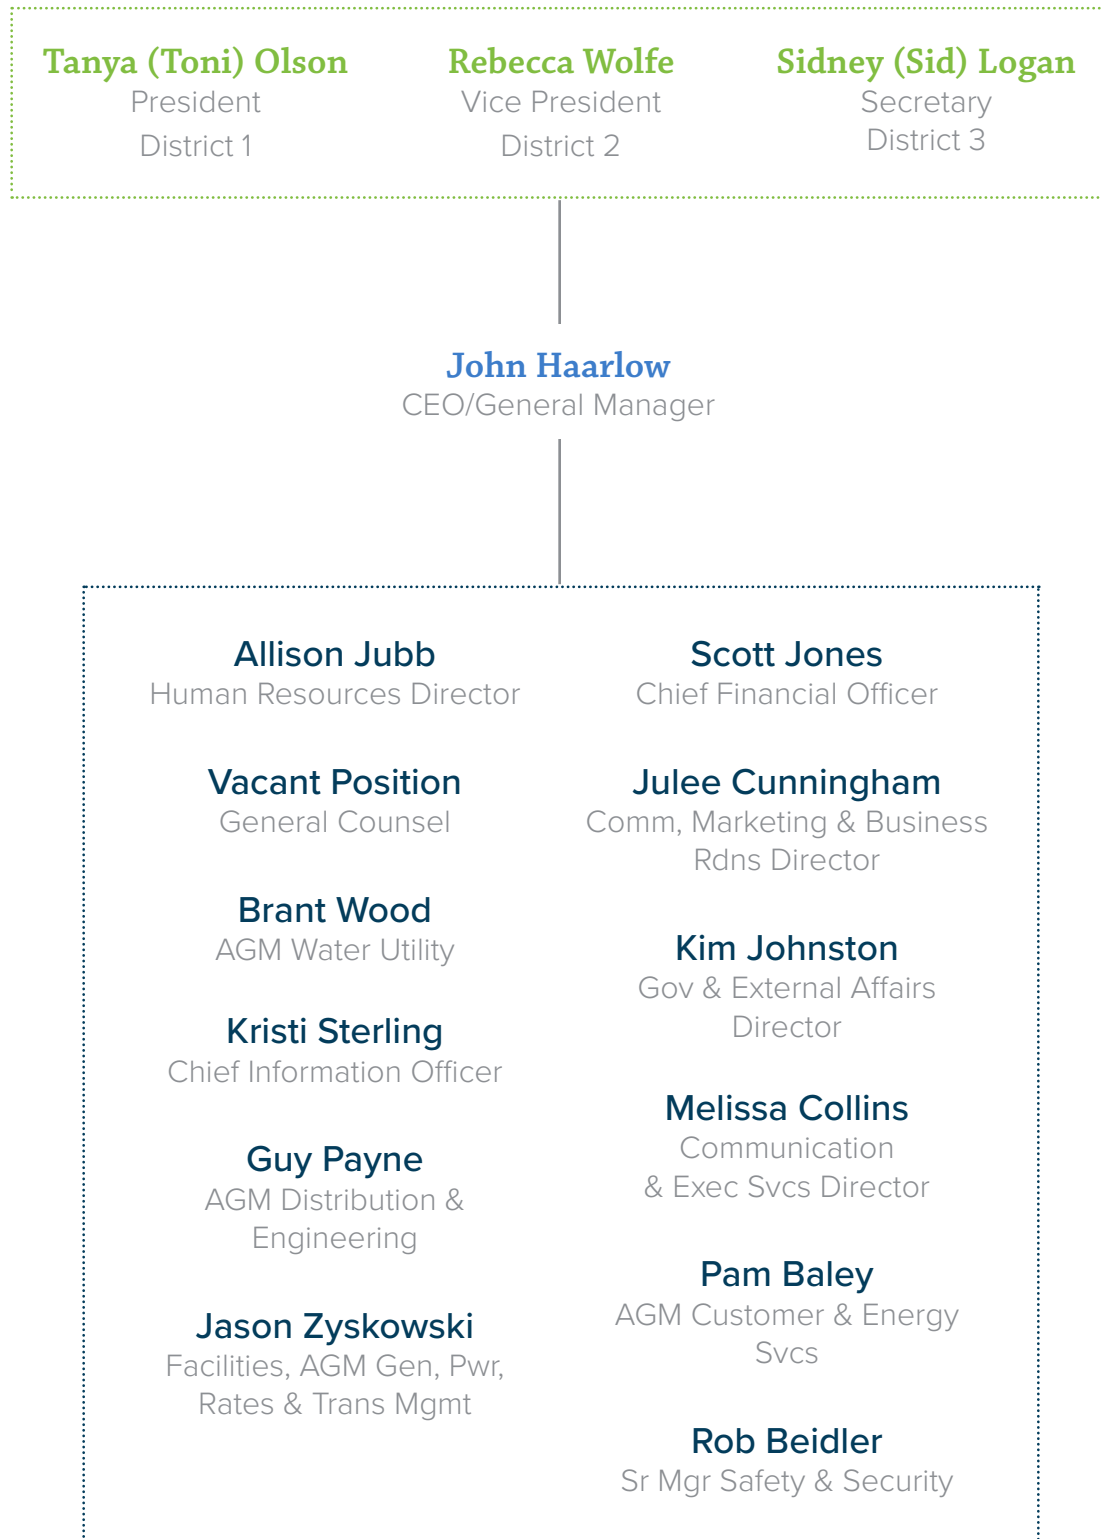 Tanya (Toni) Olson
President
District 1
Rebecca Wolfe
Vice President
District 2
Sidney (Sid) Logan
Secretary
District 3
John Haarlow
CEO/General Manager
Allison Jubb
Human Resources Director
Vacant Position
General Counsel
Brant Wood
AGM Water Utility
Kristi Sterling
Chief Information Officer
Guy Payne
AGM Distribution &
Engineering
Jason Zyskowski
Facilities, AGM Gen, Pwr,
Rates & Trans Mgmt
Scott Jones
Chief Financial Officer
Julee Cunningham
Comm, Marketing & Business
Rdns Director
Kim Johnston
Gov & External Affairs
Director
Melissa Collins
Communication
& Exec Svcs Director
Pam Baley
AGM Customer & Energy
Svcs
Rob Beidler
Sr Mgr Safety & Security